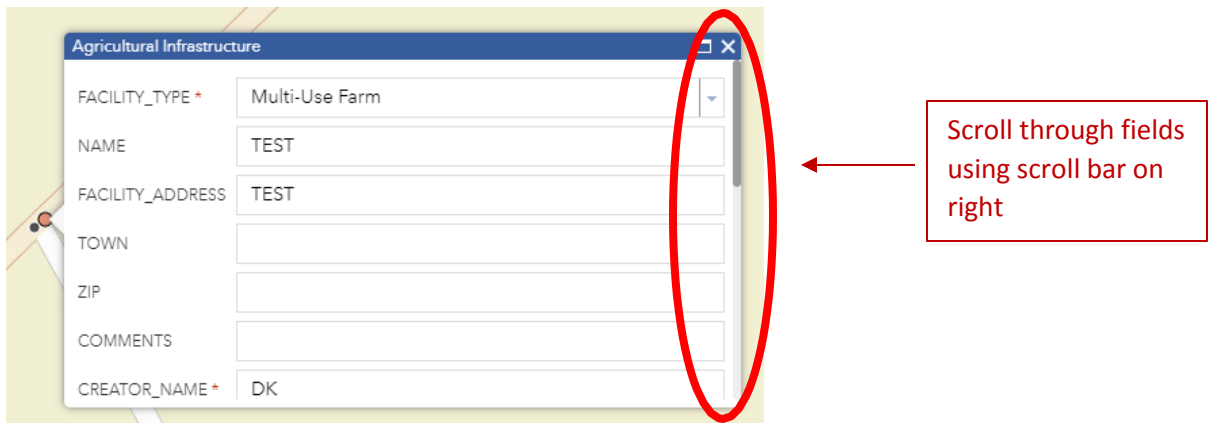 Agricultural Infrastructure
FACILITY_TYPE * Multi-Use Farm
NAME TEST
FACILITY_ADDRESS TEST
TOWN
ZIP
COMMENTS
CREATOR_NAME * DK
Scroll through fields
using scroll bar on
right